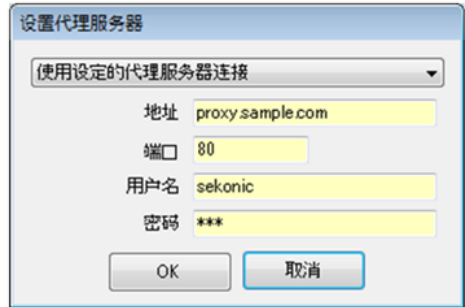 设置代理服务器
使用设定的代理服务器连接
地址 proxy.sample.com
端口 80
用户名 sekonic
密码 ***
OK 取消